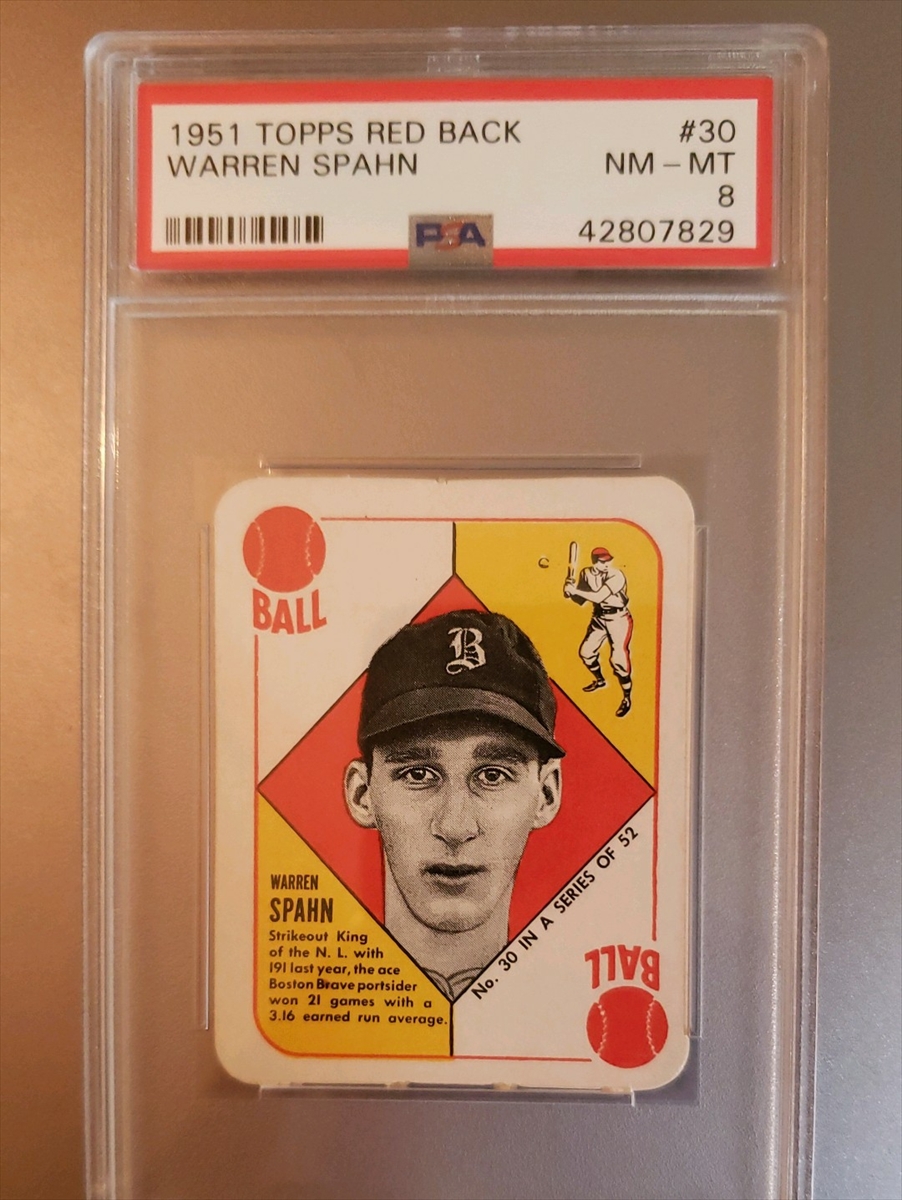 1951 TOPPS RED BACK #30
WARREN SPAHN NM – MT
8
PSA 42807829
BALL
B
WARREN
SPAHN
Strikeout King
of the N. L. with
191 last year, the ace
Boston Brave portsider
won 21 games with a
3.16 earned run average.
No. 30 IN A SERIES OF 52
BALL